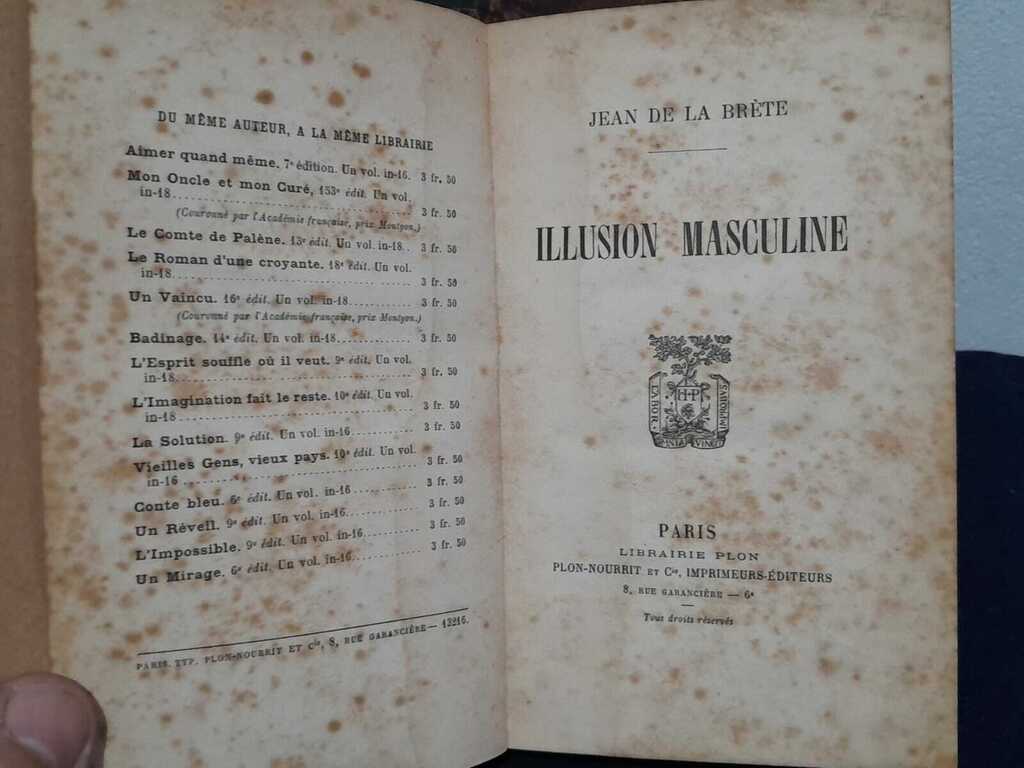 DU MÊME AUTEUR, A LA MÊME LIBRAIRIE
Aimer quand même. 7e édition. Un vol. in-16. 3 fr. 50
Mon Oncle et mon Curé, 153e édit. Un vol.
in-18........ 3 fr. 50
(Couronné par l'Académie française, prix Montyon.)
Le Comte de Palène. 13e édit. Un vol. in-18.. 3 fr. 50
Le Roman d'une croyante. 18e édit. Un vol.
in-18........ 3 fr. 50
Un Vaincu. 16e édit. Un vol. in-18........ 3 fr. 50
(Couronné par l'Académie française, prix Montyon.)
Badinage. 14e édit. Un vol. in-18........ 3 fr. 50
L'Esprit souffle où il veut. 9e édit. Un vol.
in-18........ 3 fr. 50
L'Imagination fait le reste. 10e édit. Un vol.
in-18........ 3 fr. 50
La Solution. 9e édit. Un vol. in-16........ 3 fr. 50
Vieilles Gens, vieux pays. 10e édit. Un vol.
in-16........ 3 fr. 50
Conte bleu. 6e édit. Un vol. in-16........ 3 fr. 50
Un Réveil. 9e édit. Un vol. in-16........ 3 fr. 50
L'Impossible. 9e édit. Un vol. in-16........ 3 fr. 50
Un Mirage. 6e édit. Un vol. in-16........ 3 fr. 50
PARIS. TYP. PLON-NOURRIT ET Cie, 8, RUE GARANCIÈRE — 13216.
JEAN DE LA BRÈTE
ILLUSION MASCULINE
LABOR
IMPROBVS
H·P
PARIS
LIBRAIRIE PLON
PLON-NOURRIT ET Cie, IMPRIMEURS-ÉDITEURS
8, RUE GARANCIÈRE — 6e
Tous droits réservés